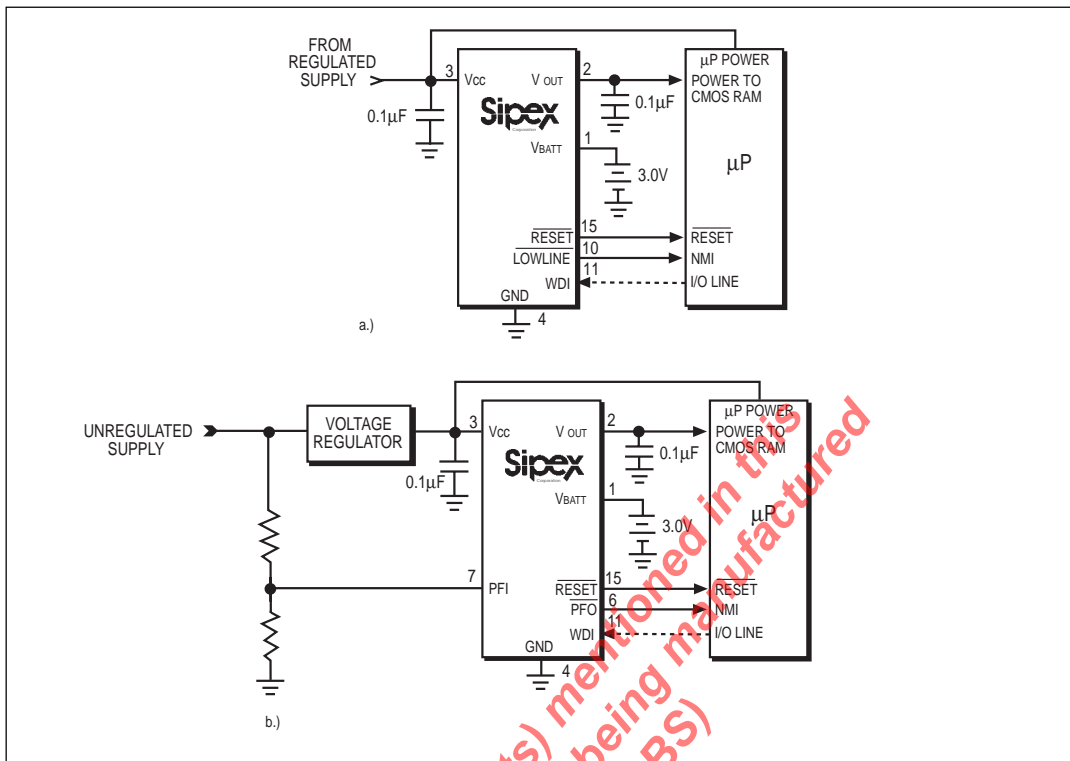 FROM
REGULATED
SUPPLY
3
VCC
V OUT
2
0.1µF
Sipex
Corporation
0.1µF
VBATT
1
3.0V
RESET
15
LOWLINE
10
WDI
11
GND
4
µP POWER
POWER TO
CMOS RAM
µP
RESET
NMI
I/O LINE
a.)
UNREGULATED
SUPPLY
VOLTAGE
REGULATOR
3
VCC
V OUT
2
0.1µF
Sipex
Corporation
0.1µF
VBATT
1
3.0V
7
PFI
RESET
15
PFO
6
WDI
11
GND
4
µP POWER
POWER TO
CMOS RAM
µP
RESET
NMI
I/O LINE
b.)
ts) mentioned in this
being manufactured
BS)